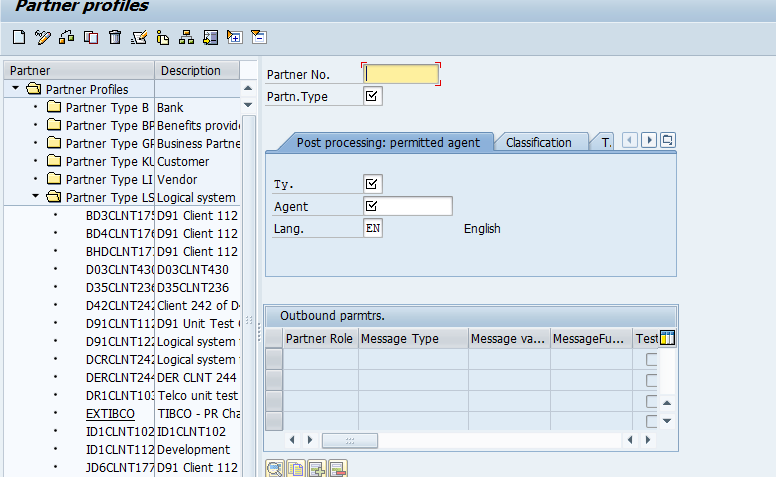 Partner profiles
Partner Description
Partner Profiles
Partner Type B Bank
Partner Type BP Benefits provid
Partner Type GP Business Partne
Partner Type KU Customer
Partner Type LI Vendor
Partner Type LS Logical system
BD3CLNT175 D91 Client 112
BD4CLNT176 D91 Client 112
BHDCLNT177 D91 Client 112
D03CLNT430 D03CLNT430
D35CLNT236 D35CLNT236
D42CLNT242 Client 242 of D4
D91CLNT112 D91 Unit Test
D91CLNT122 Logical system
DCRCLNT242 Logical system
DERCLNT244 DER CLNT 244
DR1CLNT103 Telco unit test
EXTIBCO TIBCO - PR Cha
ID1CLNT102 ID1CLNT102
ID1CLNT112 Development
JD6CLNT177 D91 Client 112
Partner No.
Partn.Type
Post processing: permitted agent Classification T.
Ty.
Agent
Lang. EN English
Outbound parmtrs.
Partner Role Message Type Message va... MessageFu... Test